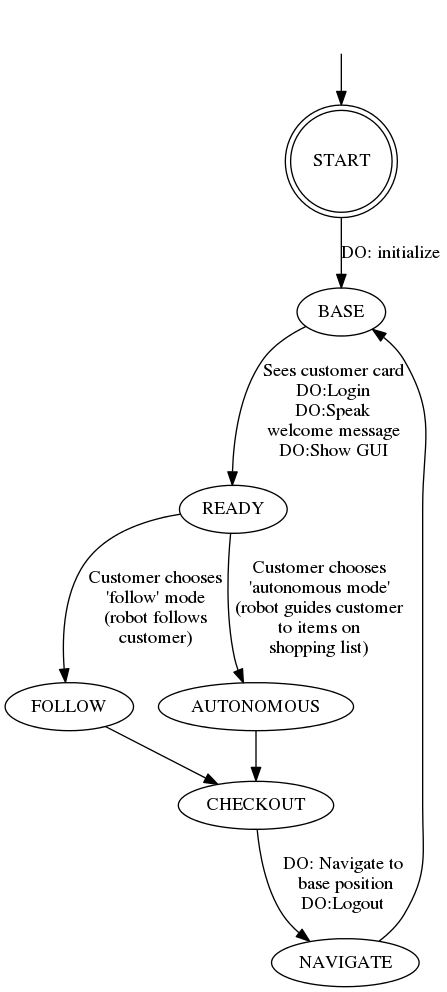 START
DO: initialize
BASE
Sees customer card
DO:Login
DO:Speak
welcome message
DO:Show GUI
READY
Customer chooses
'follow' mode
(robot follows
customer)
Customer chooses
'autonomous mode'
(robot guides customer
to items on
shopping list)
FOLLOW
AUTONOMOUS
CHECKOUT
DO: Navigate to
base position
DO:Logout
NAVIGATE